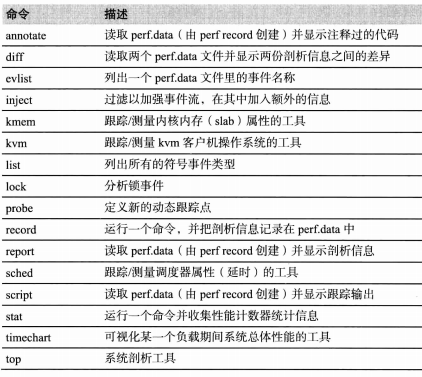 命令 描述
annotate 读取 perf.data（由 perf record 创建）并显示注释过的代码
diff 读取两个 perf.data 文件并显示两份剖析信息之间的差异
evlist 列出一个 perf.data 文件里的事件名称
inject 过滤以加强事件流，在其中加入额外的信息
kmem 跟踪/测量内核内存（slab）属性的工具
kvm 跟踪/测量 kvm 客户机操作系统的工具
list 列出所有的符号事件类型
lock 分析锁事件
probe 定义新的动态跟踪点
record 运行一个命令，并把剖析信息记录在 perf.data 中
report 读取 perf.data（由 perf record 创建）并显示剖析信息
sched 跟踪/测量调度器属性（延时）的工具
script 读取 perf.data（由 perf record 创建）并显示跟踪输出
stat 运行一个命令并收集性能计数器统计信息
timechart 可视化某一个负载期间系统总体性能的工具
top 系统剖析工具